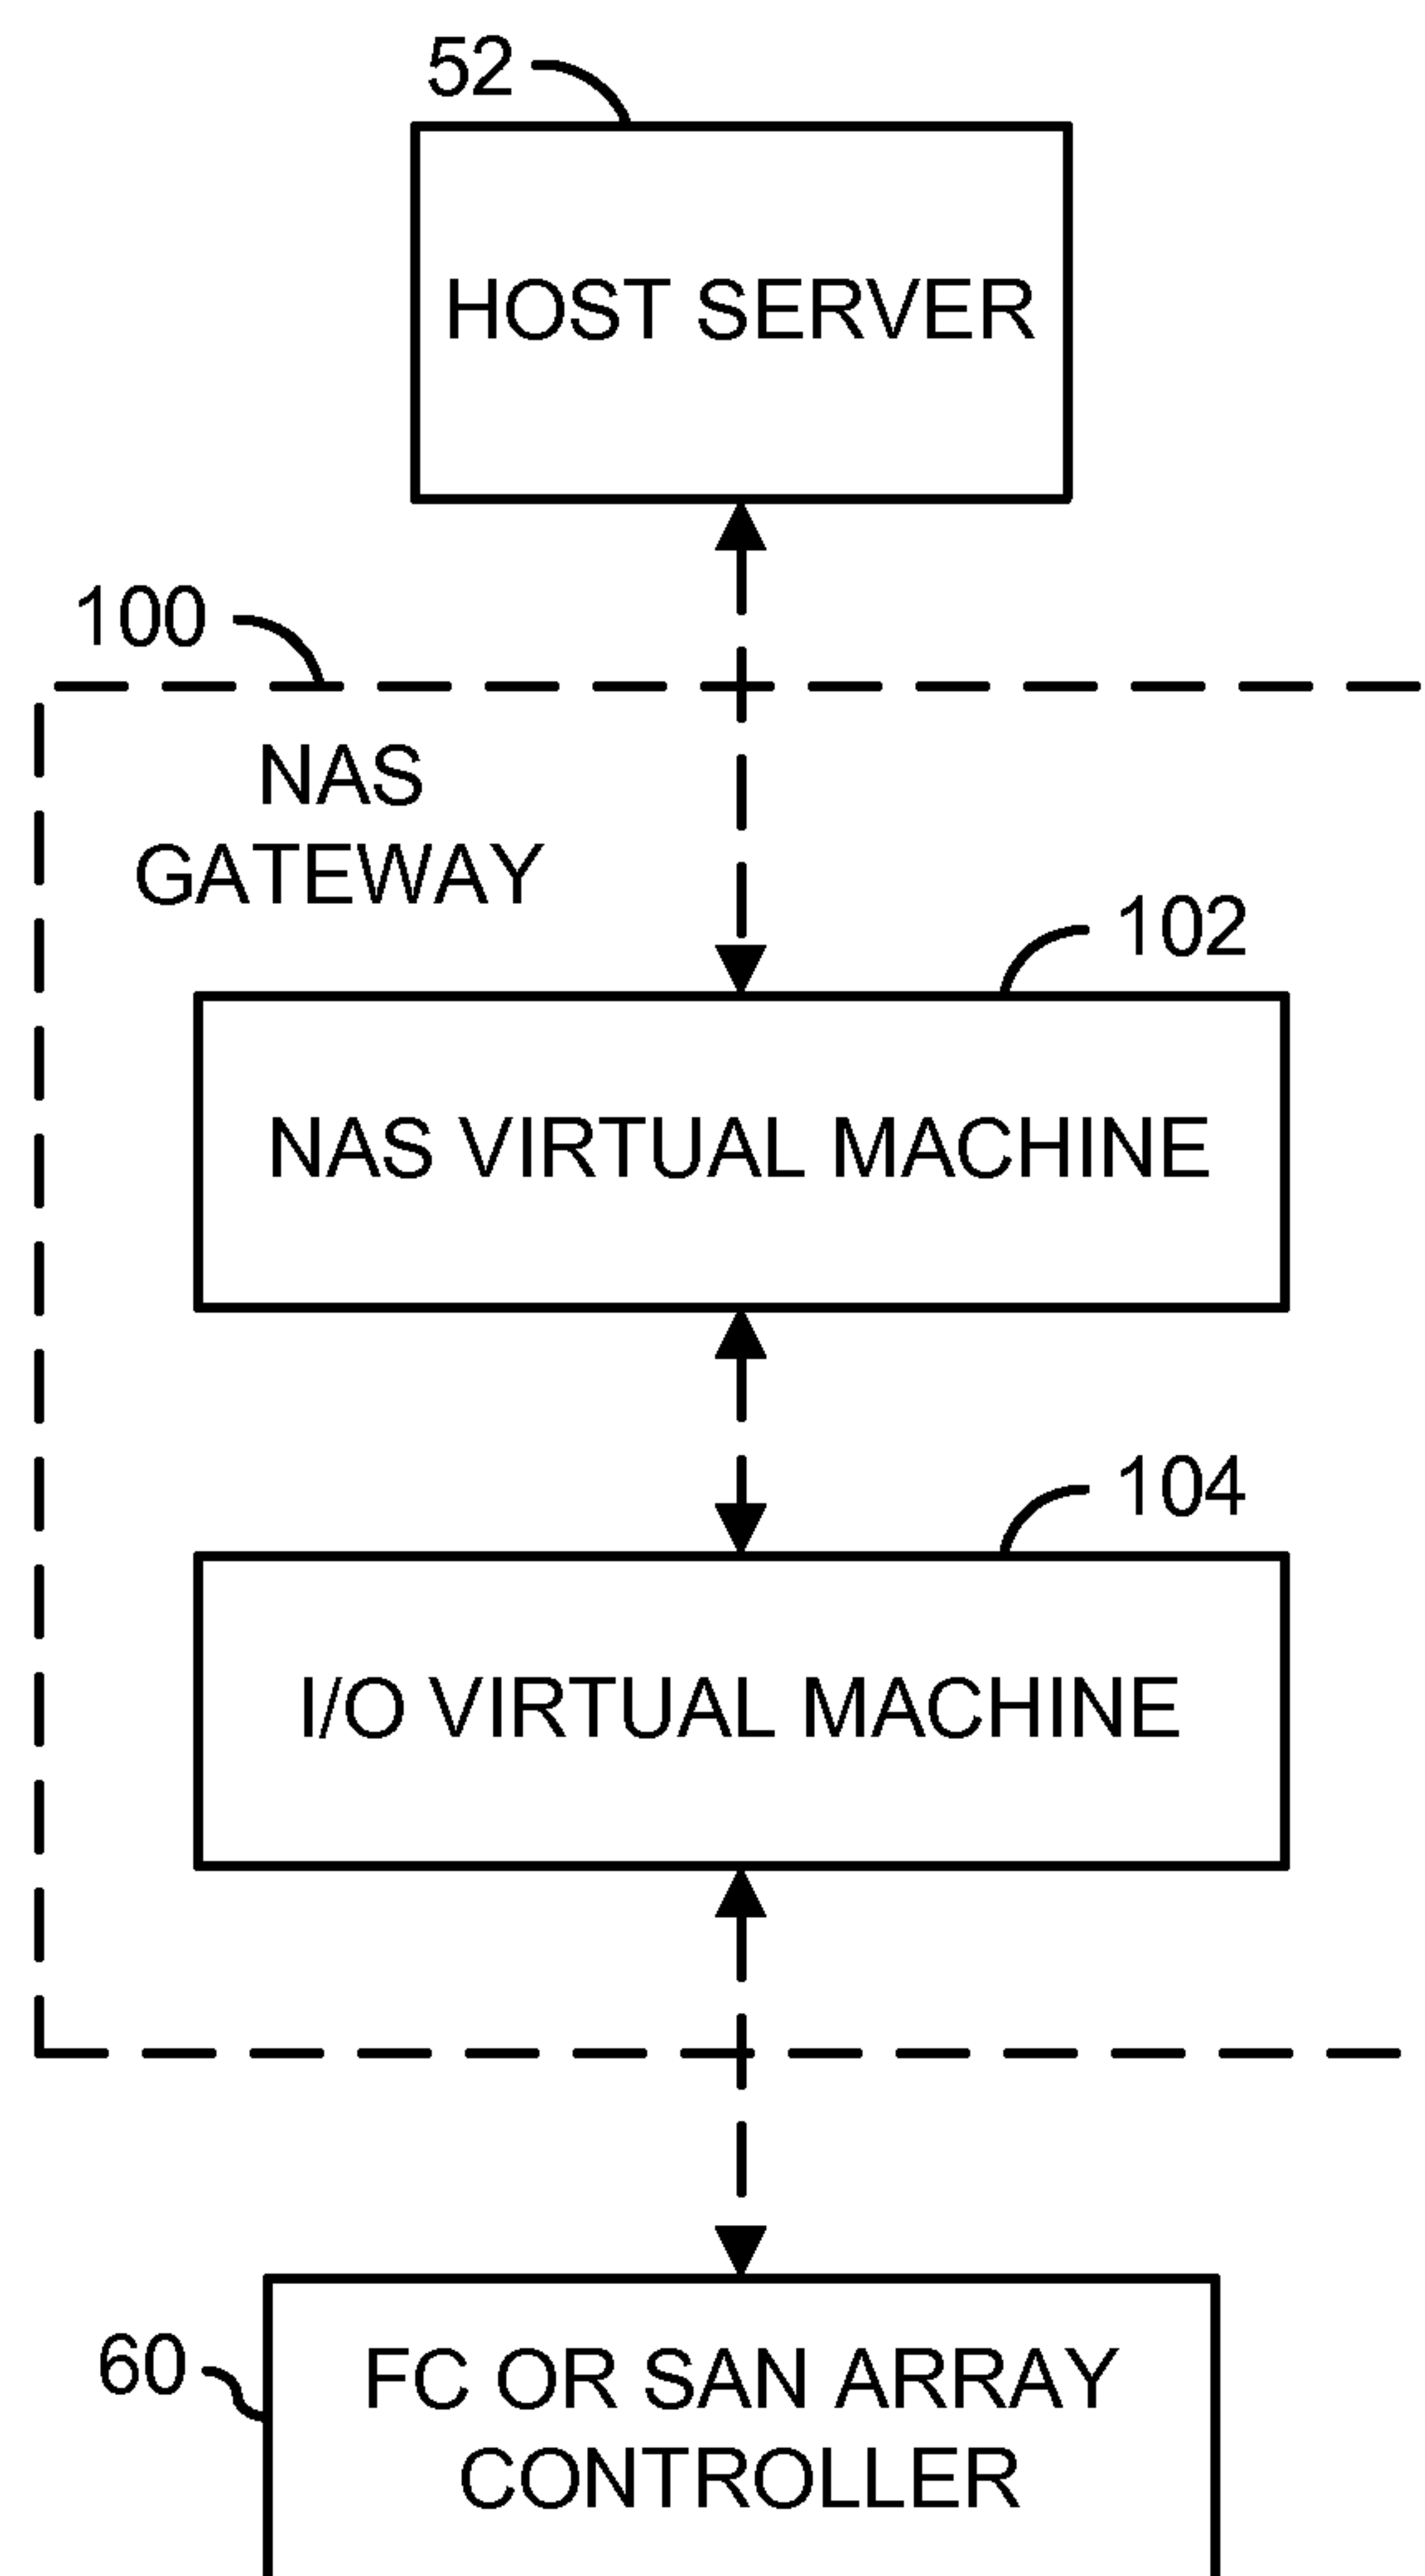 52
HOST SERVER
100
NAS
GATEWAY
102
NAS VIRTUAL MACHINE
104
I/O VIRTUAL MACHINE
60
FC OR SAN ARRAY
CONTROLLER